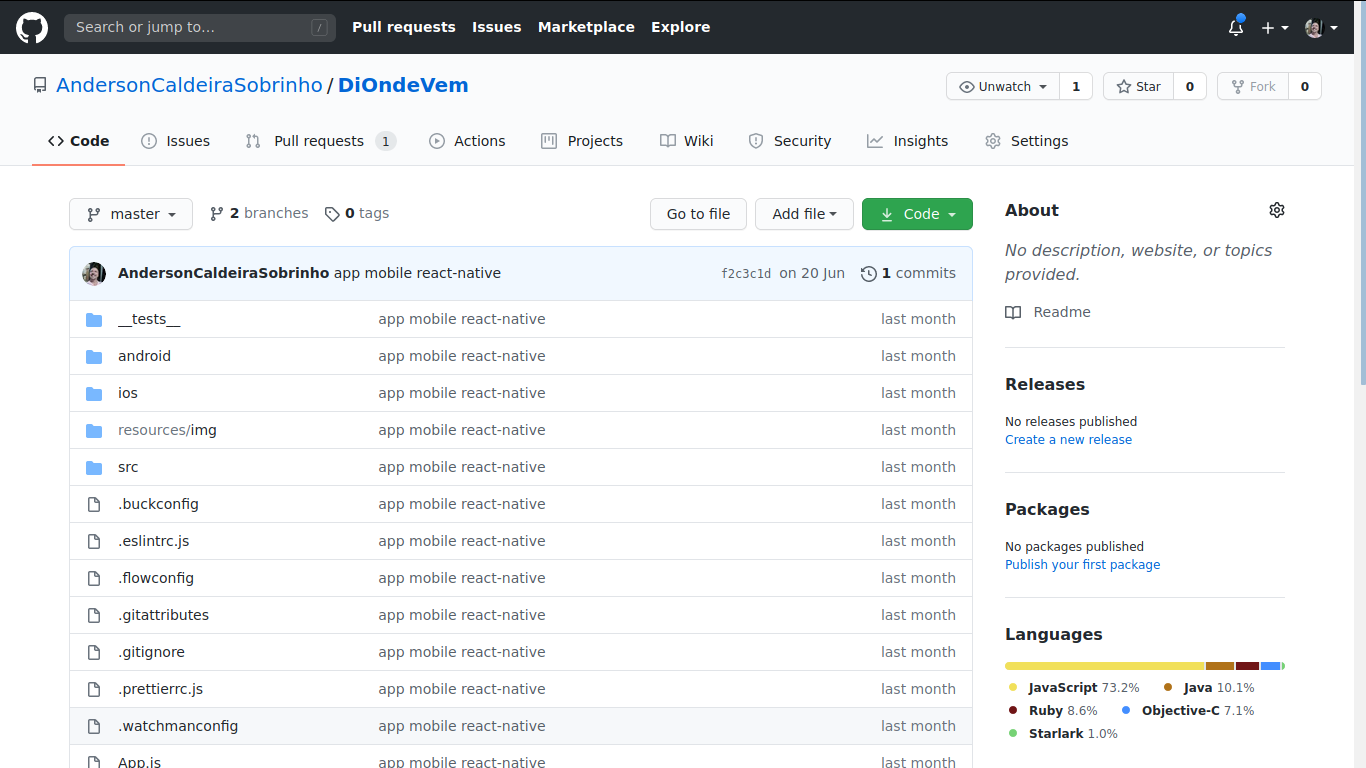 Search or jump to… / Pull requests Issues Marketplace Explore
AndersonCaldeiraSobrinho / DiOndeVem Unwatch 1 Star 0 Fork 0
Code Issues Pull requests 1 Actions Projects Wiki Security Insights Settings
master 2 branches 0 tags Go to file Add file Code
AndersonCaldeiraSobrinho app mobile react-native f2c3c1d on 20 Jun 1 commits
__tests__ app mobile react-native last month
android app mobile react-native last month
ios app mobile react-native last month
resources/img app mobile react-native last month
src app mobile react-native last month
.buckconfig app mobile react-native last month
.eslintrc.js app mobile react-native last month
.flowconfig app mobile react-native last month
.gitattributes app mobile react-native last month
.gitignore app mobile react-native last month
.prettierrc.js app mobile react-native last month
.watchmanconfig app mobile react-native last month
App.js app mobile react-native last month
About
No description, website, or topics
provided.
Readme
Releases
No releases published
Create a new release
Packages
No packages published
Publish your first package
Languages
JavaScript 73.2% Java 10.1%
Ruby 8.6% Objective-C 7.1%
Starlark 1.0%